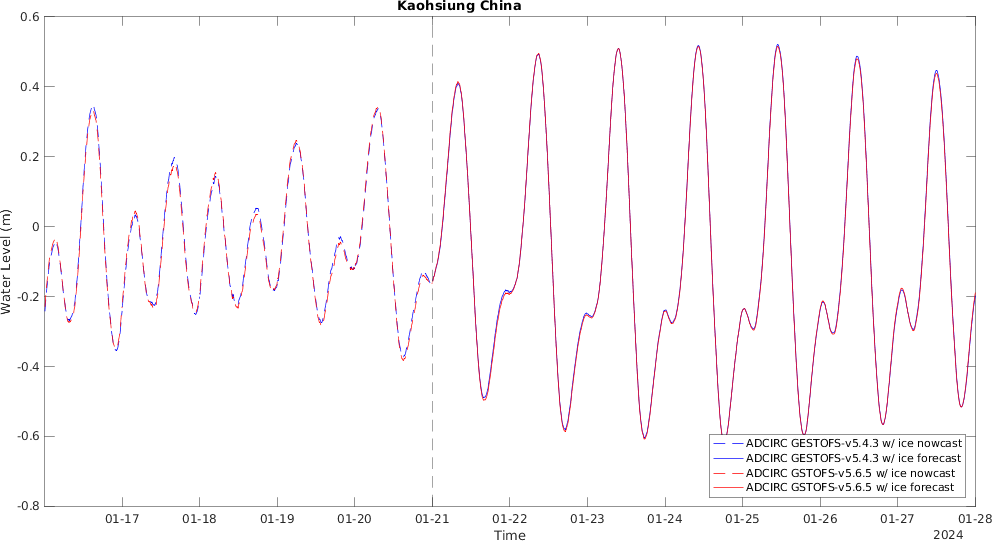 Kaohsiung China
0.6
0.4
0.2
0
-0.2
-0.4
-0.6
-0.8
Water Level (m)
ADCIRC GESTOFS-v5.4.3 w/ ice nowcast
ADCIRC GESTOFS-v5.4.3 w/ ice forecast
ADCIRC GSTOFS-v5.6.5 w/ ice nowcast
ADCIRC GSTOFS-v5.6.5 w/ ice forecast
01-17 01-18 01-19 01-20 01-21 01-22 01-23 01-24 01-25 01-26 01-27 01-28
Time
2024